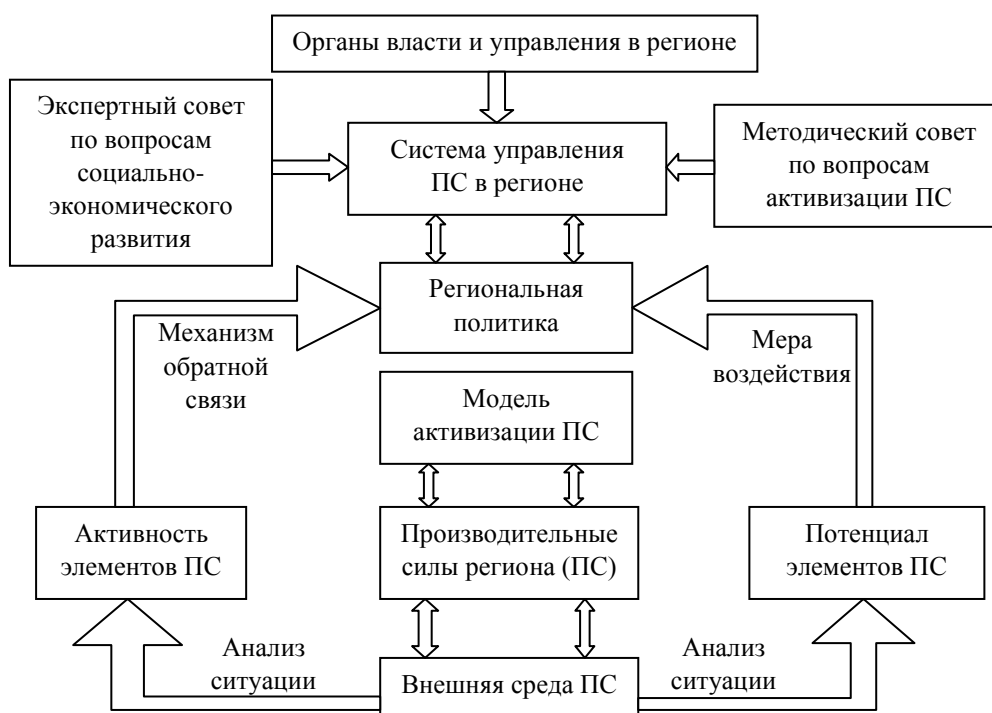 Органы власти и управления в регионе
Экспертный совет
по вопросам
социально-
экономического
развития
Система управления
ПС в регионе
Методический совет
по вопросам
активизации ПС
Региональная
политика
Механизм
обратной
связи
Мера
воздействия
Модель
активизации ПС
Активность
элементов ПС
Производительные
силы региона (ПС)
Потенциал
элементов ПС
Анализ
ситуации
Внешняя среда ПС
Анализ
ситуации